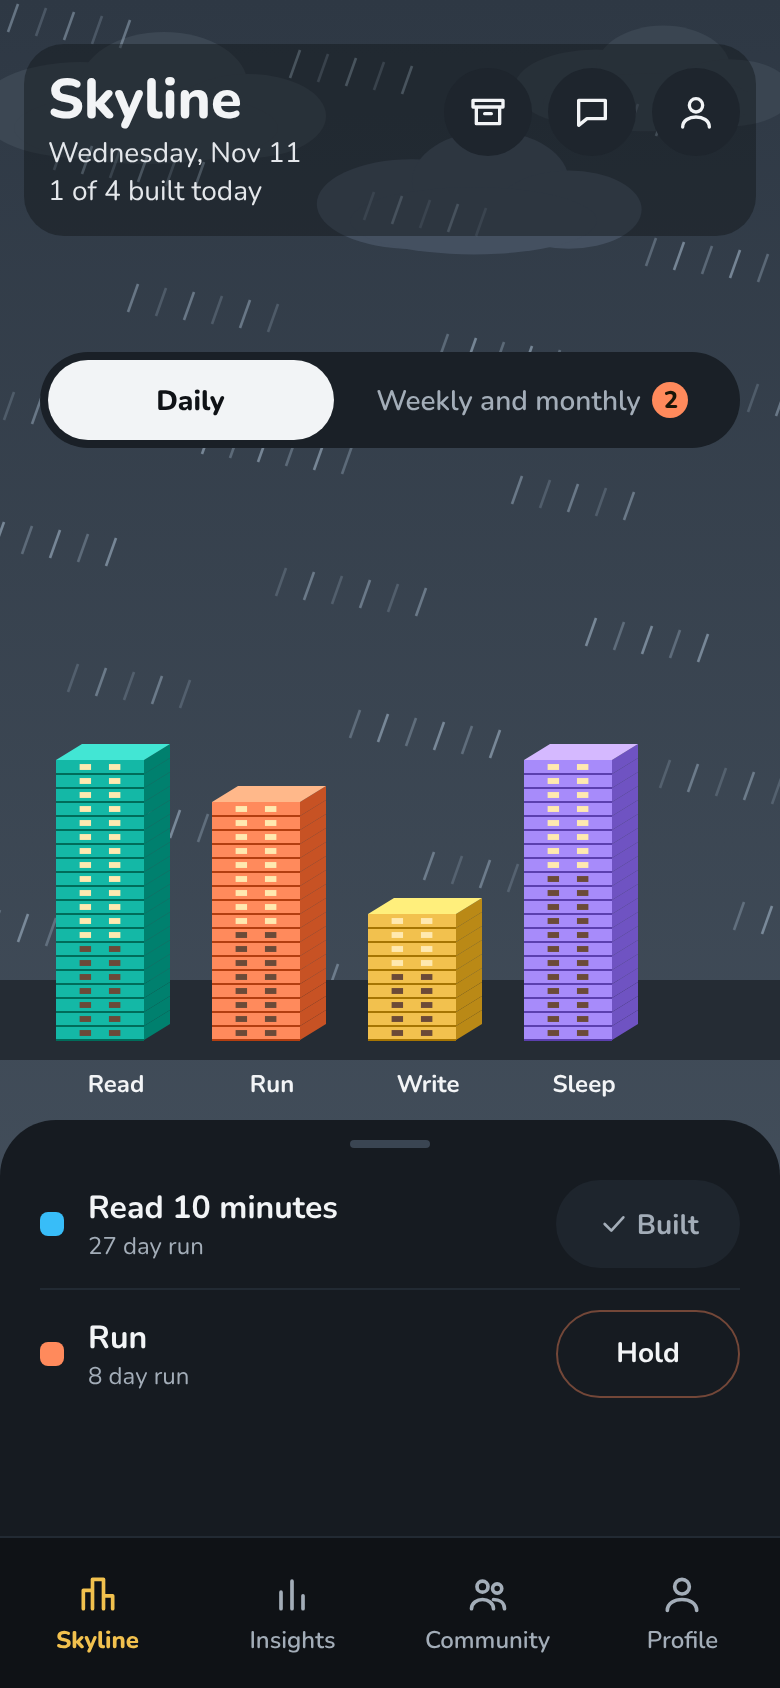 Skyline
Wednesday, Nov 11
1 of 4 built today
Daily
Weekly and monthly 2
Read
Run
Write
Sleep
Read 10 minutes
27 day run
Built
Run
8 day run
Hold
Skyline
Insights
Community
Profile